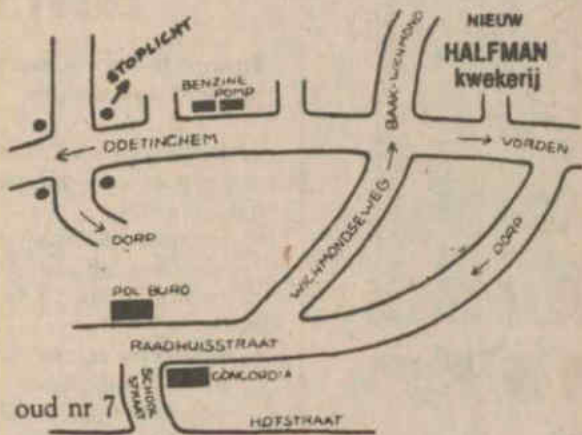 NIEUW
HALFMAN
kwekerij
STOPLICHT
BENZINE
POMP
BAAK-WICHMOND
DOETINCHEM
VORDEN
DORP
WICHMONDSEWEG
DORP
POL BURO
RAADHUISSTRAAT
CONCORDIA
SCHOOL
STRAAT
oud nr 7
HOTSTRAAT